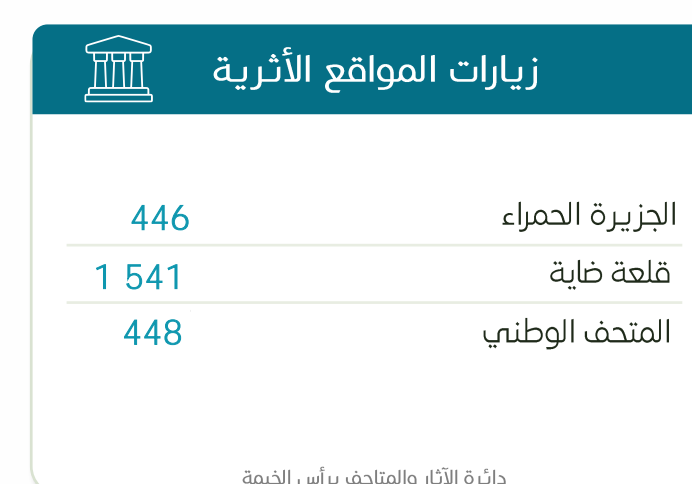 زيارات المواقع الأثرية
الجزيرة الحمراء 446
قلعة ضاية 1 541
المتحف الوطني 448
دائرة الآثار والمتاحف برأس الخيمة